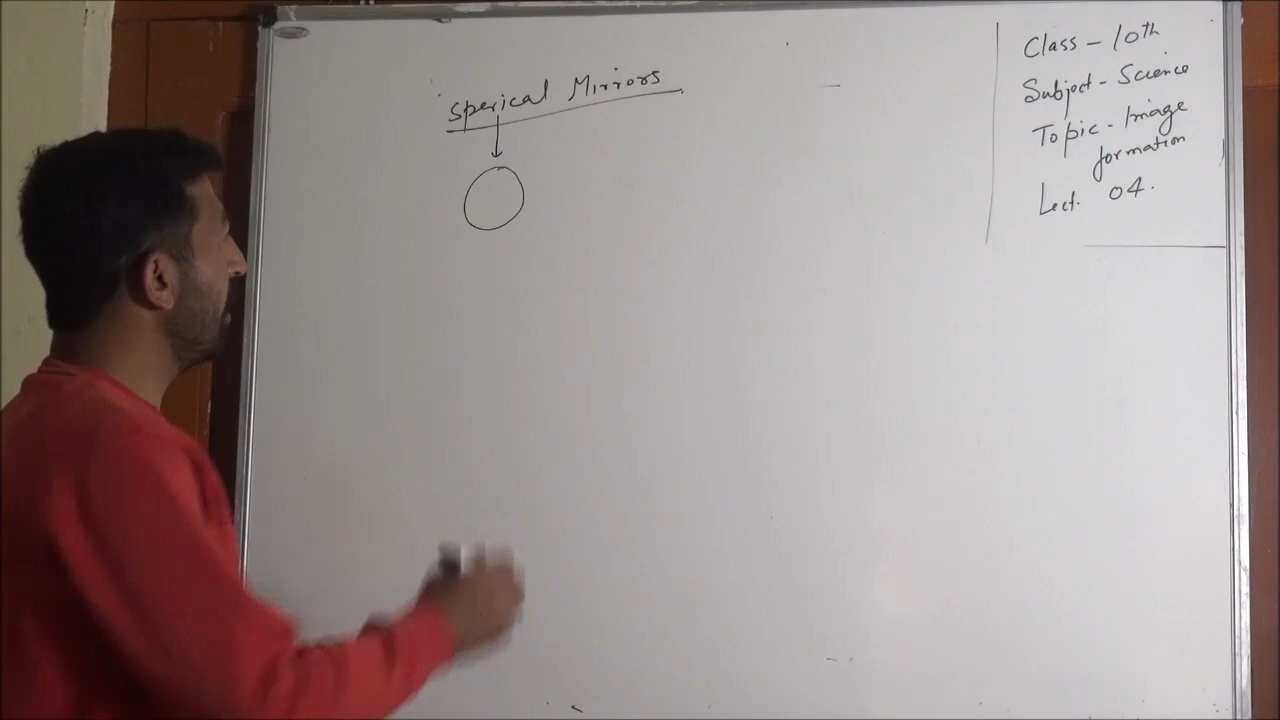 Sperical Mirrors
Class - 10th
Subject - Science
Topic - Image
formation
Lect. 04.